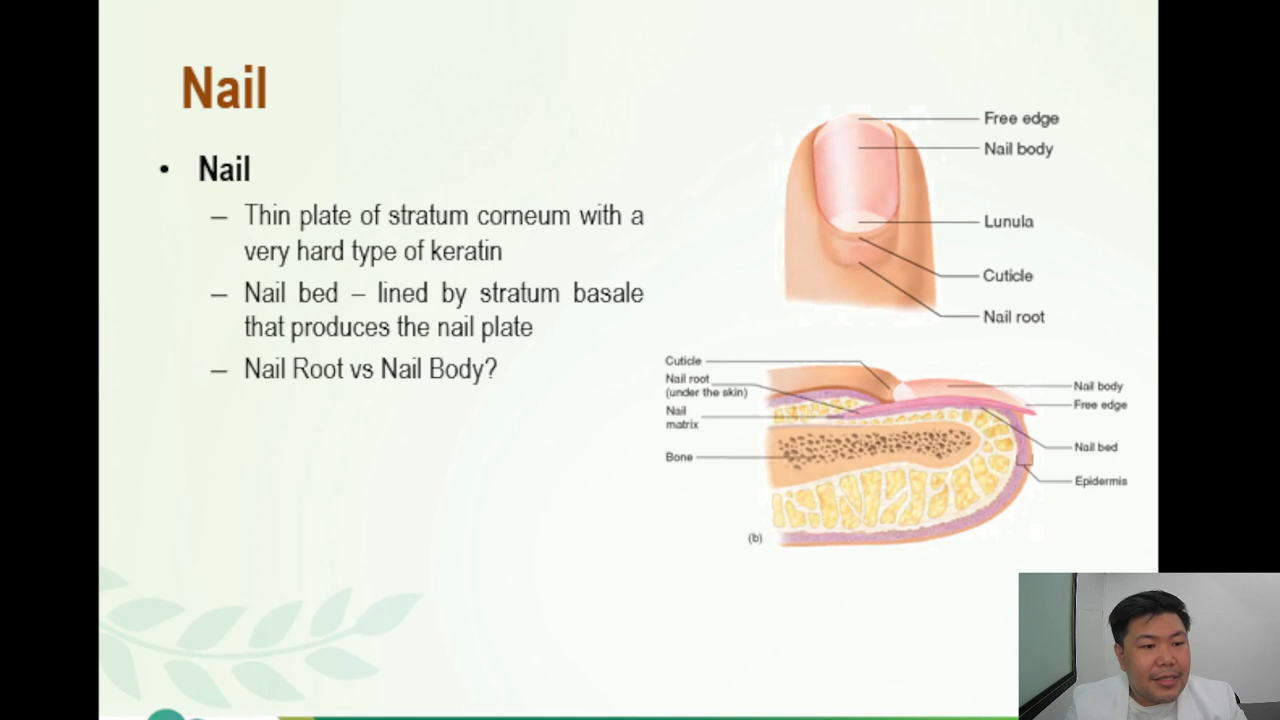 Nail
• Nail
– Thin plate of stratum corneum with a
very hard type of keratin
– Nail bed – lined by stratum basale
that produces the nail plate
– Nail Root vs Nail Body?
Free edge
Nail body
Lunula
Cuticle
Nail root
Cuticle
Nail root
(under the skin)
Nail
matrix
Bone
Nail body
Free edge
Nail bed
Epidermis
(b)